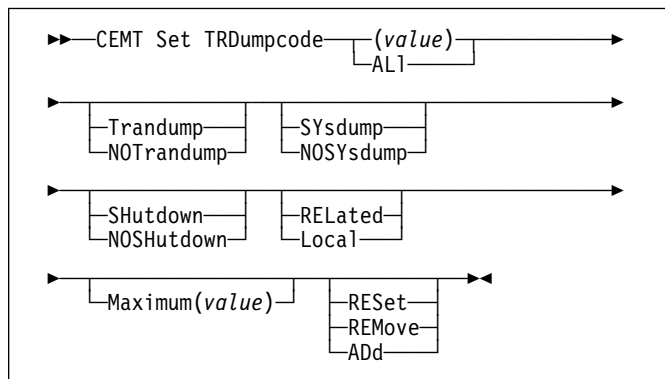 CEMT Set TRDumpcode (value)
ALl
Trandump SYsdump
NOTrandump NOSYsdump
SHutdown RELated
NOSHutdown Local
Maximum(value) RESet
REMove
ADd